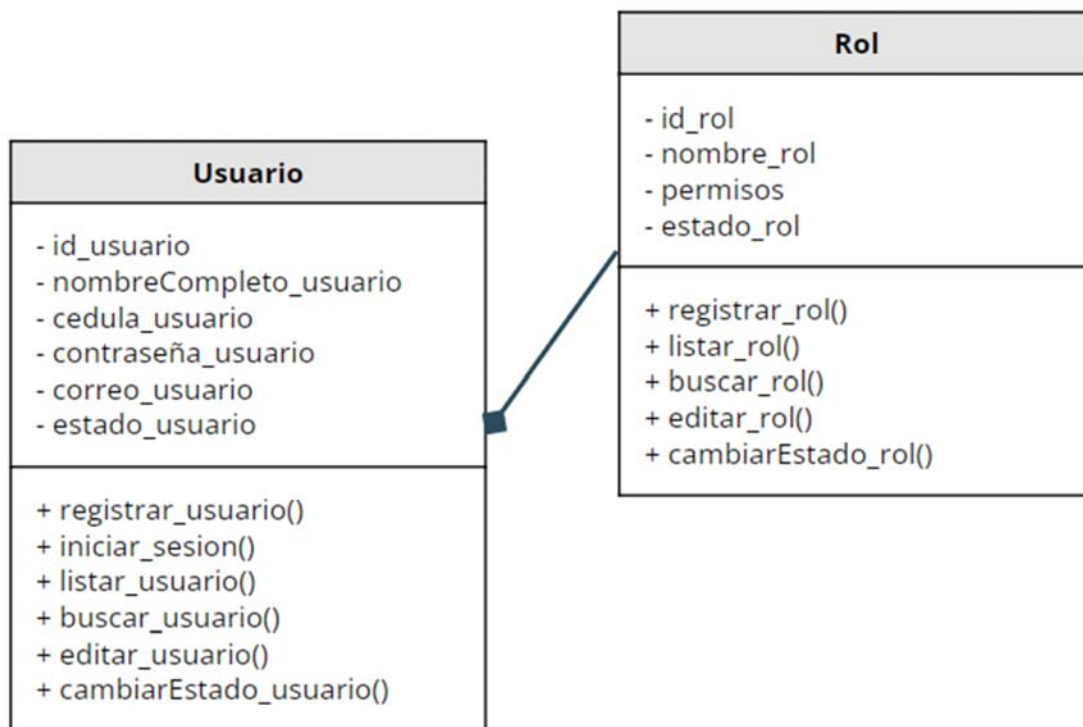 Usuario
- id_usuario
- nombreCompleto_usuario
- cedula_usuario
- contraseña_usuario
- correo_usuario
- estado_usuario
+ registrar_usuario()
+ iniciar_sesion()
+ listar_usuario()
+ buscar_usuario()
+ editar_usuario()
+ cambiarEstado_usuario()
Rol
- id_rol
- nombre_rol
- permisos
- estado_rol
+ registrar_rol()
+ listar_rol()
+ buscar_rol()
+ editar_rol()
+ cambiarEstado_rol()